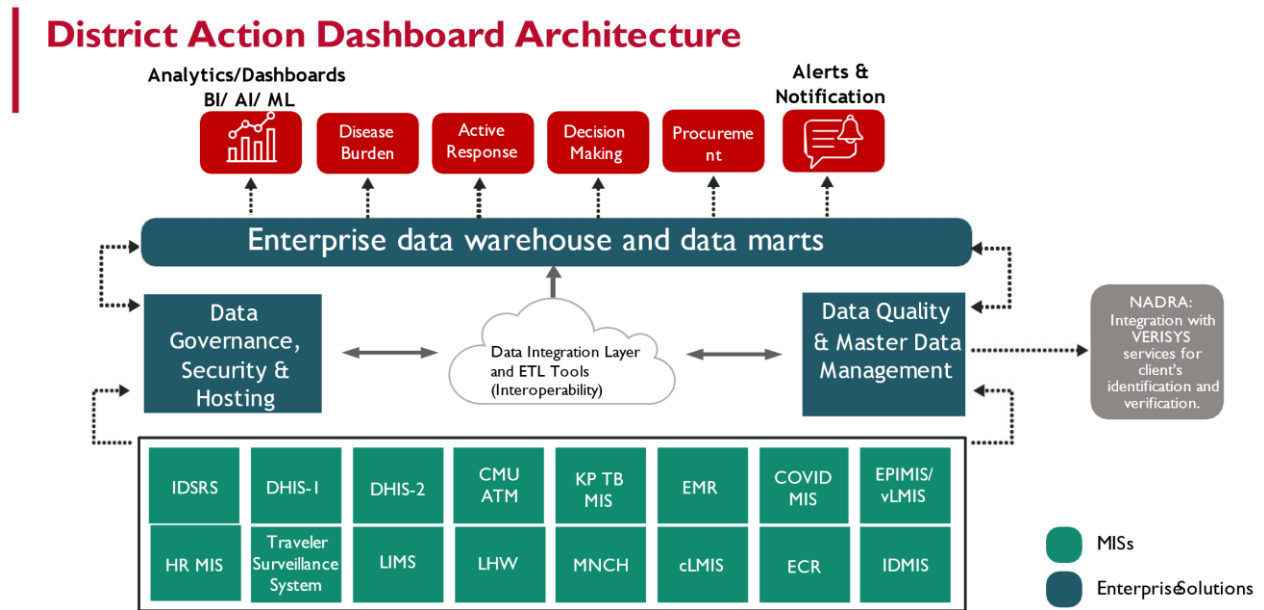 District Action Dashboard Architecture
Analytics/Dashboards
BI/ AI/ ML
Alerts &
Notification
Disease
Burden
Active
Response
Decision
Making
Procureme
nt
Enterprise data warehouse and data marts
Data
Governance,
Security &
Hosting
Data Integration Layer
and ETL Tools
(Interoperability)
Data Quality
& Master Data
Management
NADRA:
Integration with
VERISYS
services for
client's
identification and
verification.
IDSRS
DHIS-1
DHIS-2
CMU
ATM
KP TB
MIS
EMR
COVID
MIS
EPIMIS/
vLMIS
HR MIS
Traveler
Surveillance
System
LIMS
LHW
MNCH
cLMIS
ECR
IDMIS
MISs
EnterpriseSolutions